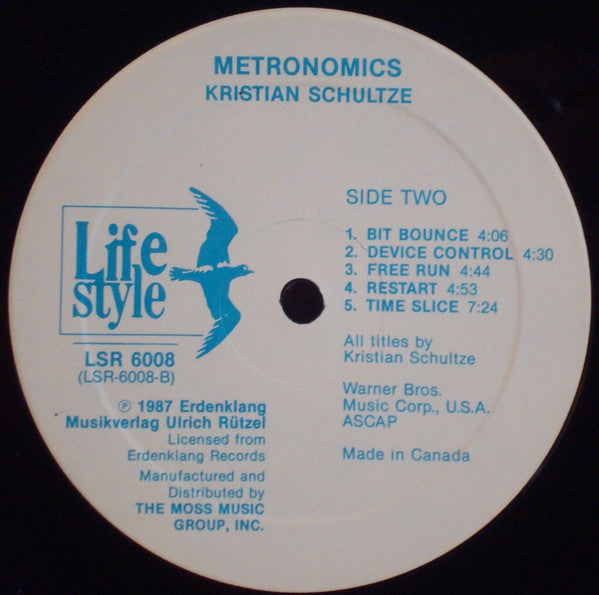 METRONOMICS
KRISTIAN SCHULTZE
Life
style
LSR 6008
(LSR-6008-B)
℗ 1987 Erdenklang
Musikverlag Ulrich Rützel
Licensed from
Erdenklang Records
Manufactured and
Distributed by
THE MOSS MUSIC
GROUP, INC.
SIDE TWO
1. BIT BOUNCE 4:06
2. DEVICE CONTROL 4:30
3. FREE RUN 4:44
4. RESTART 4:53
5. TIME SLICE 7:24
All titles by
Kristian Schultze
Warner Bros.
Music Corp., U.S.A.
ASCAP
Made in Canada